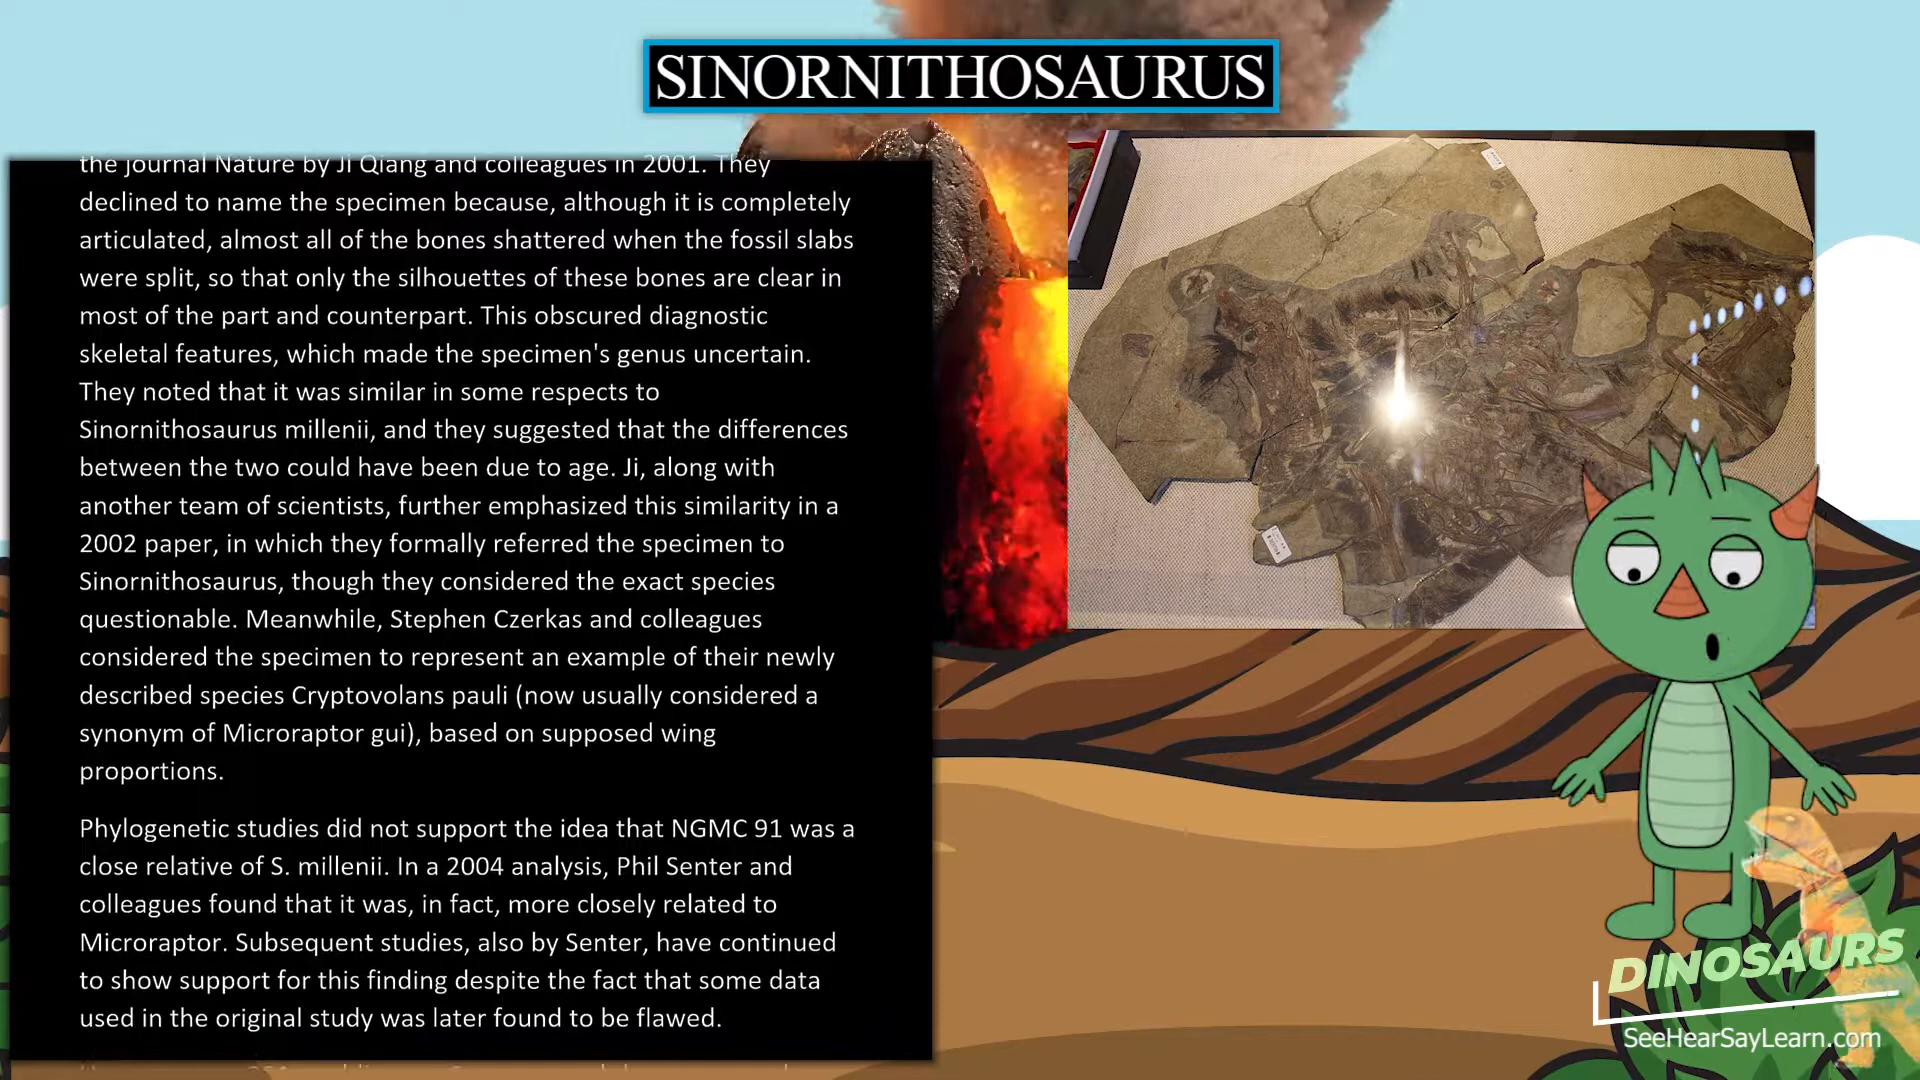 SINORNITHOSAURUS
the journal Nature by Ji Qiang and colleagues in 2001. They
declined to name the specimen because, although it is completely
articulated, almost all of the bones shattered when the fossil slabs
were split, so that only the silhouettes of these bones are clear in
most of the part and counterpart. This obscured diagnostic
skeletal features, which made the specimen's genus uncertain.
They noted that it was similar in some respects to
Sinornithosaurus millenii, and they suggested that the differences
between the two could have been due to age. Ji, along with
another team of scientists, further emphasized this similarity in a
2002 paper, in which they formally referred the specimen to
Sinornithosaurus, though they considered the exact species
questionable. Meanwhile, Stephen Czerkas and colleagues
considered the specimen to represent an example of their newly
described species Cryptovolans pauli (now usually considered a
synonym of Microraptor gui), based on supposed wing
proportions.
Phylogenetic studies did not support the idea that NGMC 91 was a
close relative of S. millenii. In a 2004 analysis, Phil Senter and
colleagues found that it was, in fact, more closely related to
Microraptor. Subsequent studies, also by Senter, have continued
to show support for this finding despite the fact that some data
used in the original study was later found to be flawed.
DINOSAURS
SeeHearSayLearn.com